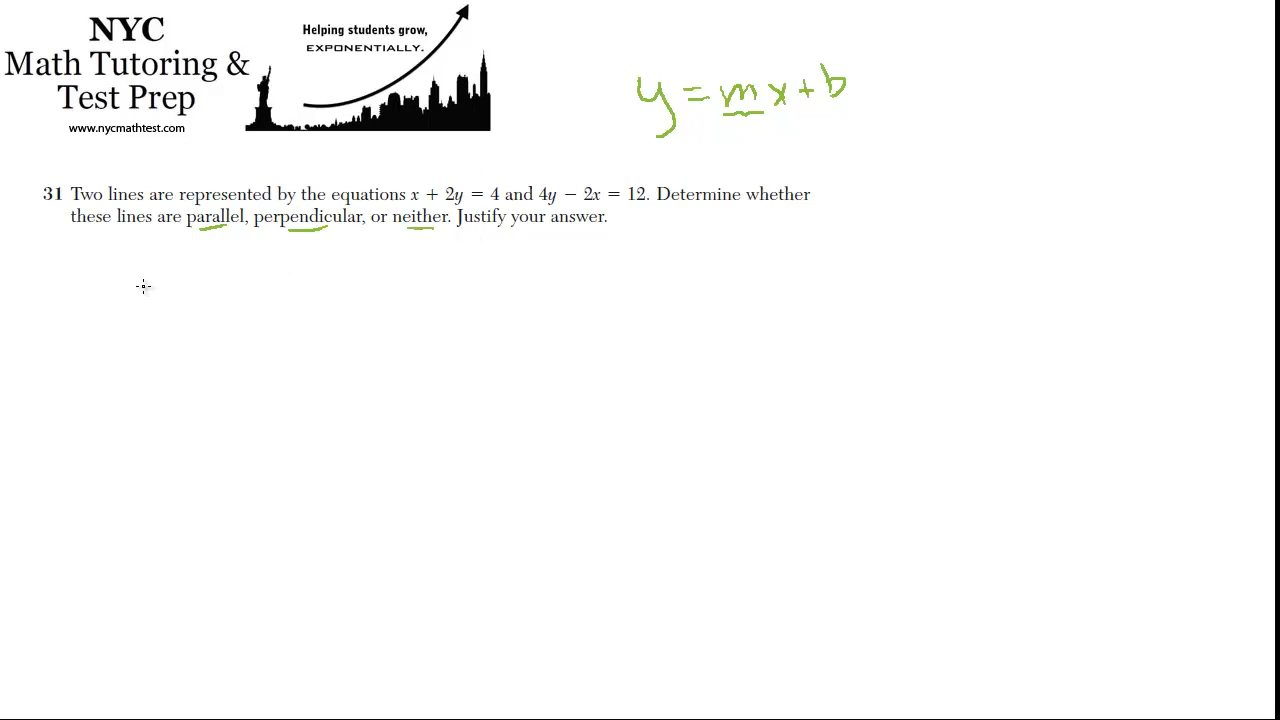 NYC
Math Tutoring &
Test Prep
www.nycmathtest.com
Helping students grow,
EXPONENTIALLY.
y = mx + b
31 Two lines are represented by the equations x + 2y = 4 and 4y − 2x = 12. Determine whether
these lines are parallel, perpendicular, or neither. Justify your answer.